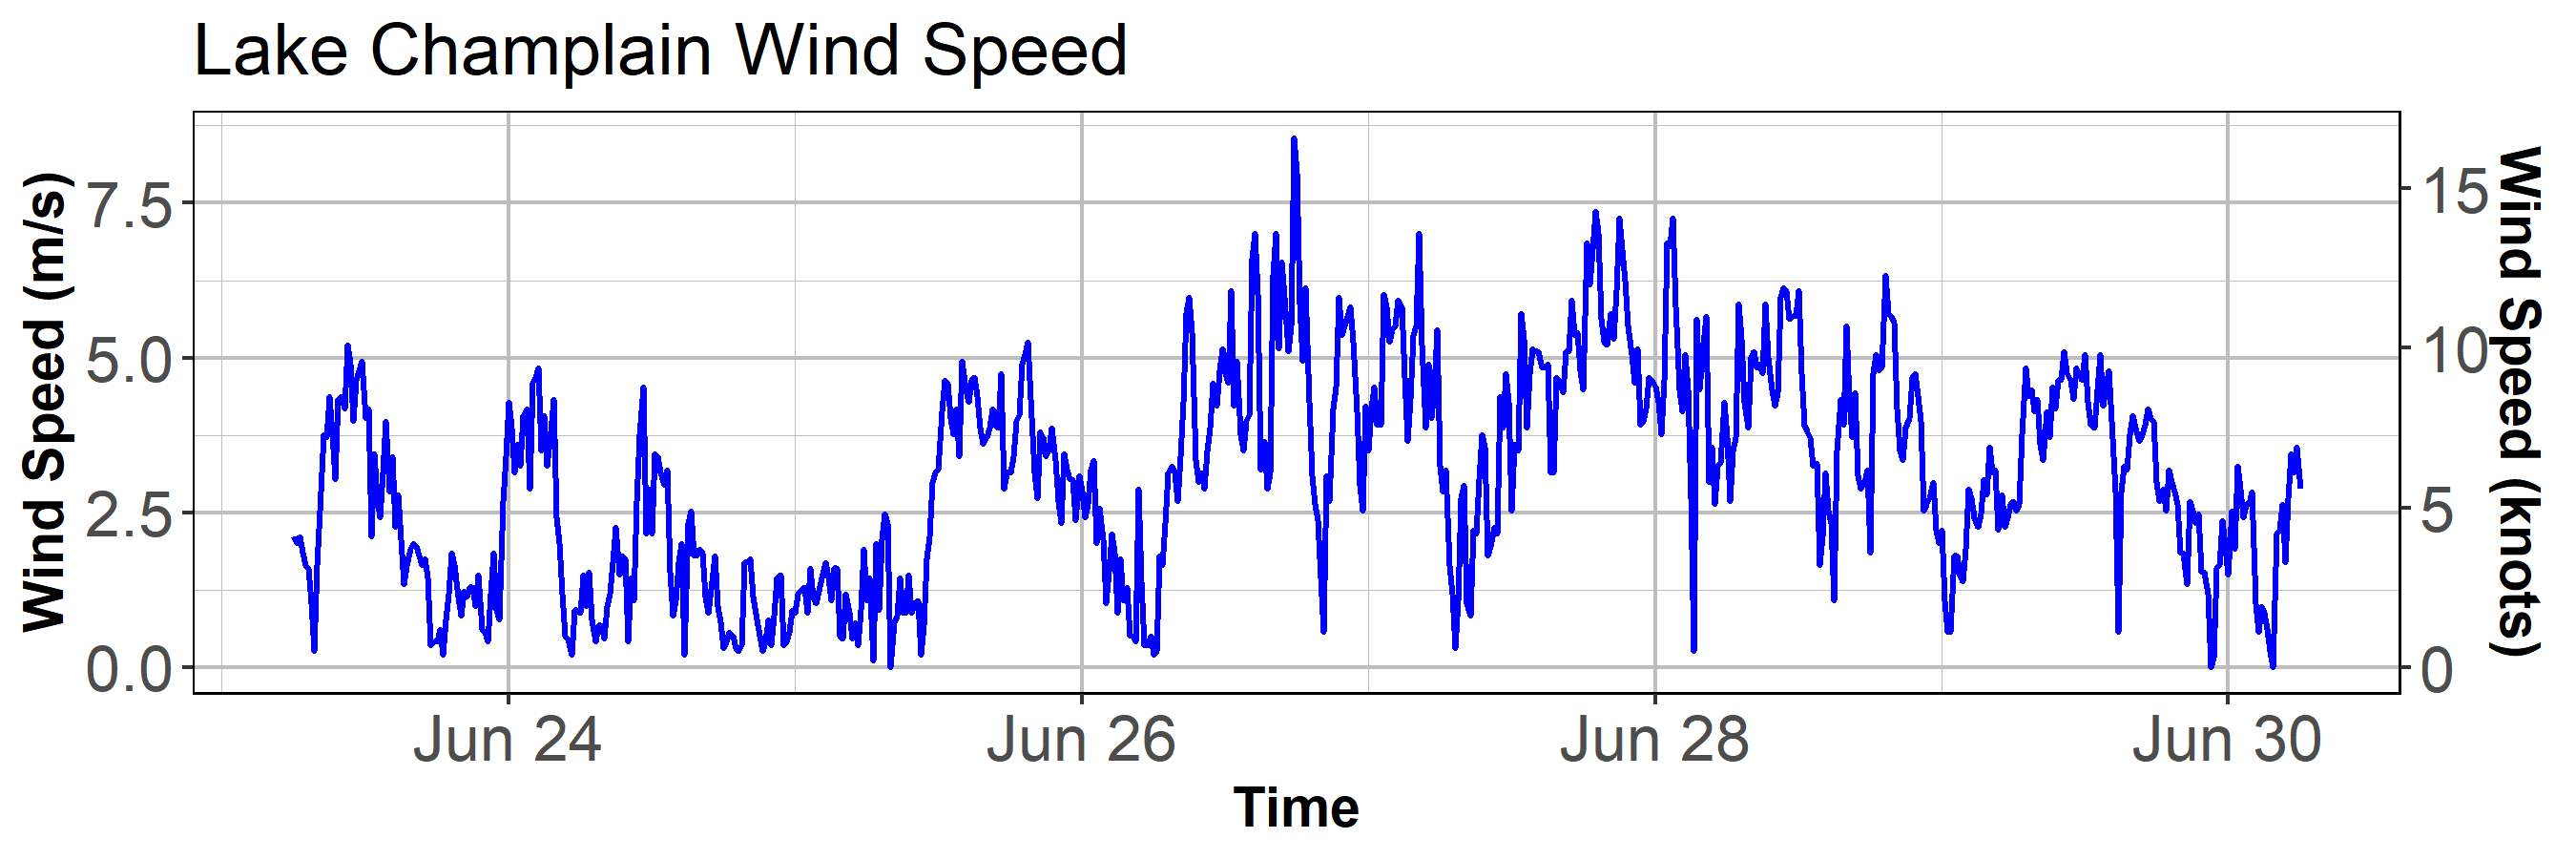 Lake Champlain Wind Speed
Wind Speed (m/s)
7.5
5.0
2.5
0.0
15
10
5
0
Wind Speed (knots)
Jun 24
Jun 26
Jun 28
Jun 30
Time